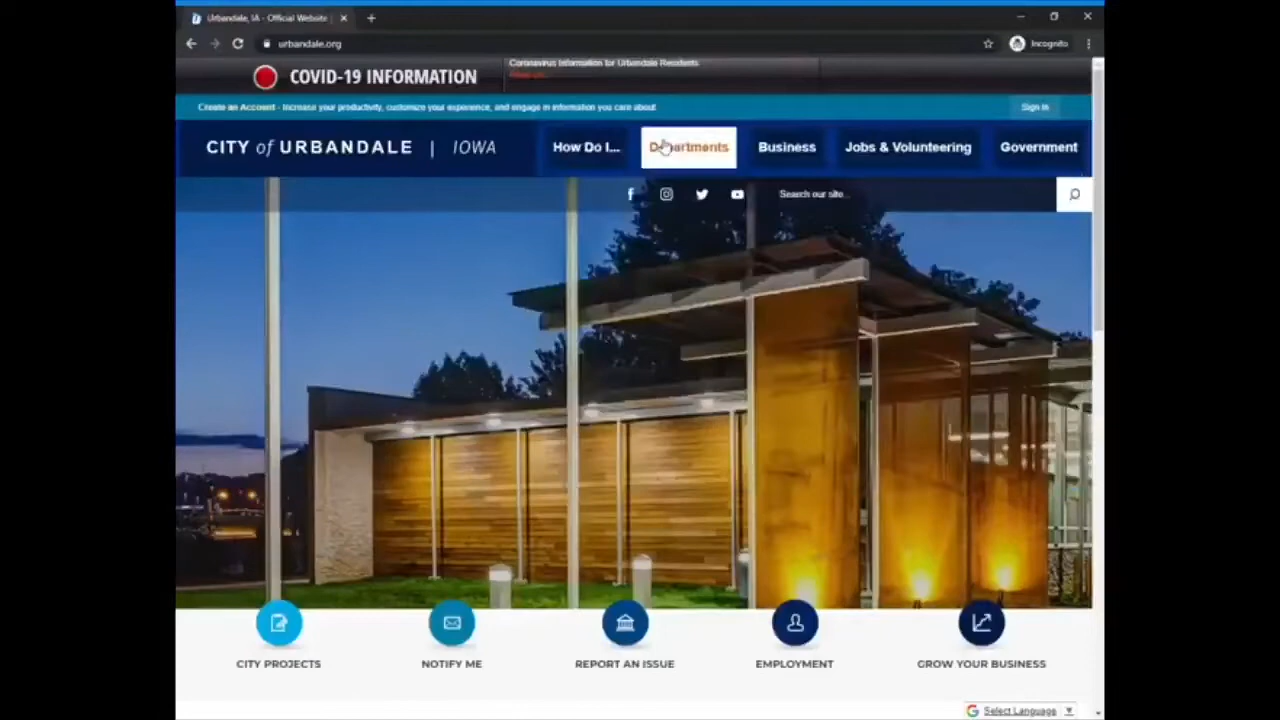 Urbandale, IA - Official Website
urbandale.org
Incognito
COVID-19 INFORMATION
Coronavirus Information for Urbandale Residents
Create an Account - Increase your productivity, customize your experience, and engage in information you care about
Sign In
CITY of URBANDALE | IOWA
How Do I...
Departments
Business
Jobs & Volunteering
Government
Search our site...
CITY PROJECTS
NOTIFY ME
REPORT AN ISSUE
EMPLOYMENT
GROW YOUR BUSINESS
Select Language